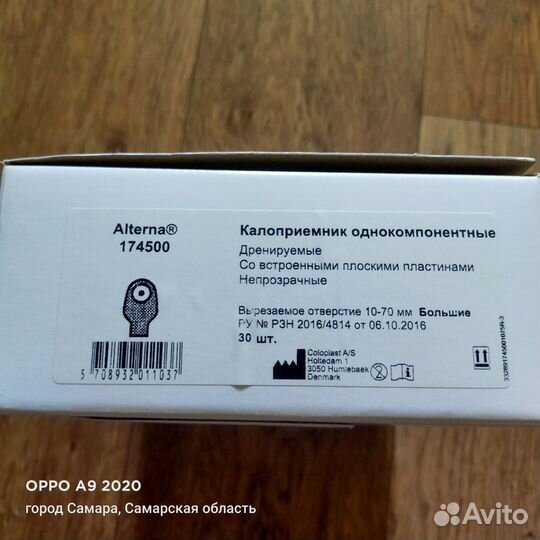 Alterna®
174500
Калоприемник однокомпонентные
Дренируемые
Со встроенными плоскими пластинами
Непрозрачные
Вырезаемое отверстие 10-70 мм Большие
РУ № РЗН 2016/4814 от 06.10.2016
30 шт.
Coloplast A/S
Holtedam 1
3050 Humlebaek
Denmark
5 708932 011037
OPPO A9 2020
город Самара, Самарская область
Avito